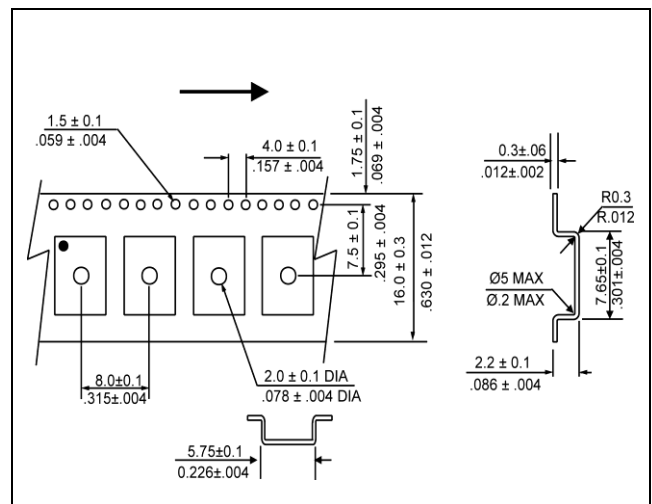 1.5 ± 0.1
.059 ± .004
4.0 ± 0.1
.157 ± .004
1.75 ± 0.1
.069 ± .004
7.5 ± 0.1
.295 ± .004
16.0 ± 0.3
.630 ± .012
8.0±0.1
.315±.004
2.0 ± 0.1 DIA
.078 ± .004 DIA
5.75±0.1
0.226±.004
0.3±.06
.012±.002
R0.3
R.012
7.65±0.1
.301±.004
Ø5 MAX
Ø.2 MAX
2.2 ± 0.1
.086 ± .004